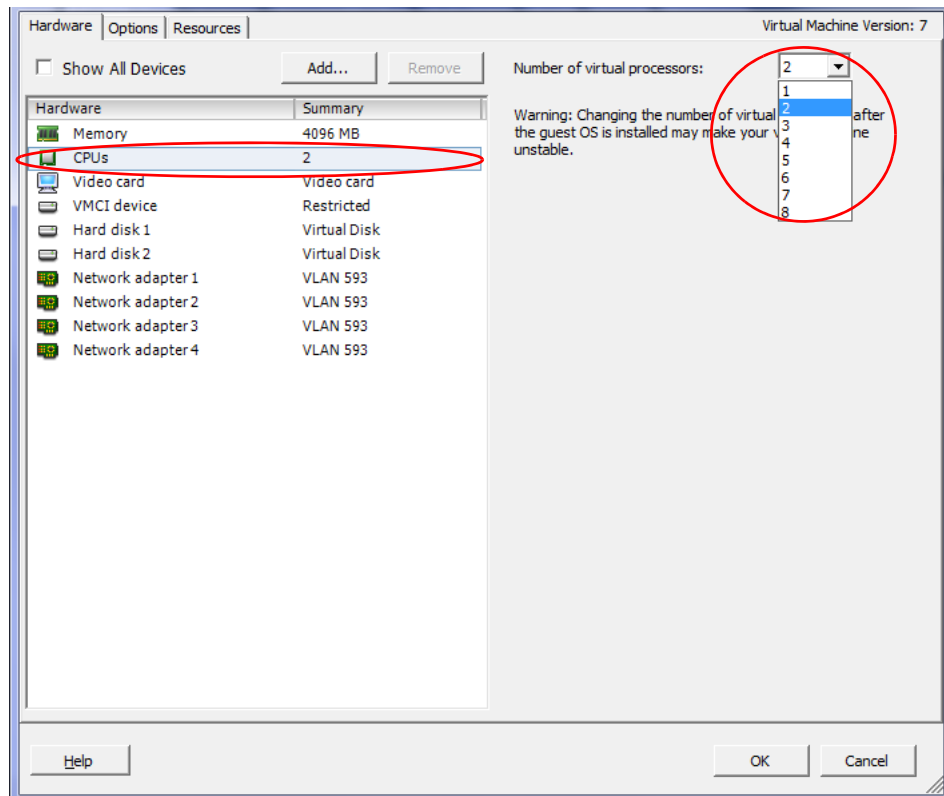 Hardware Options Resources Virtual Machine Version: 7
Show All Devices Add... Remove Number of virtual processors: 2
1
2
3
4
5
6
7
8
Warning: Changing the number of virtual after
the guest OS is installed may make your v ne
unstable.
Hardware Summary
Memory 4096 MB
CPUs 2
Video card Video card
VMCI device Restricted
Hard disk 1 Virtual Disk
Hard disk 2 Virtual Disk
Network adapter 1 VLAN 593
Network adapter 2 VLAN 593
Network adapter 3 VLAN 593
Network adapter 4 VLAN 593
Help OK Cancel